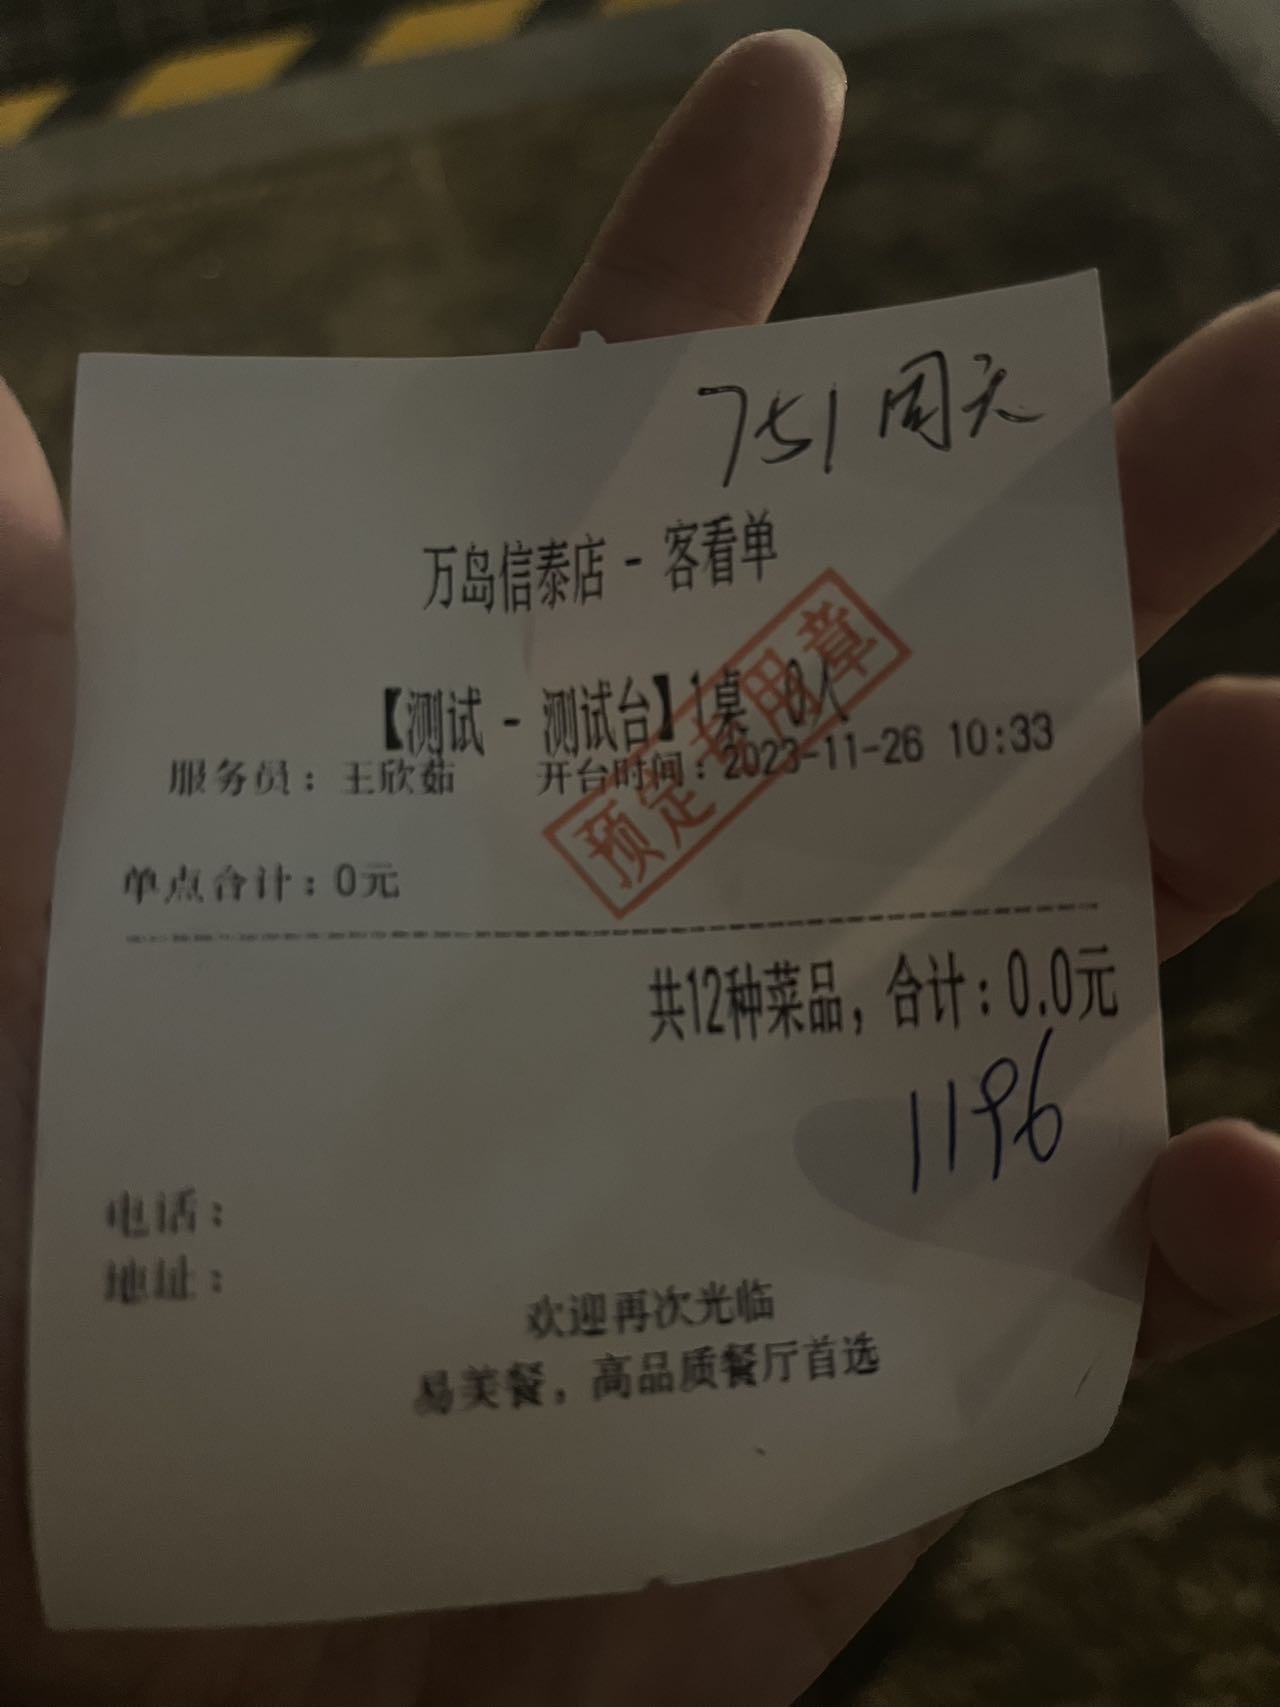 751 周天
万岛信泰店 - 客看单
【测试 - 测试台】1桌 0人
服务员：王欣茹 开台时间：2023-11-26 10:33
预定专用章
单点合计：0元
共12种菜品，合计：0.0元
1196
电话：
地址：
欢迎再次光临
易美餐，高品质餐厅首选